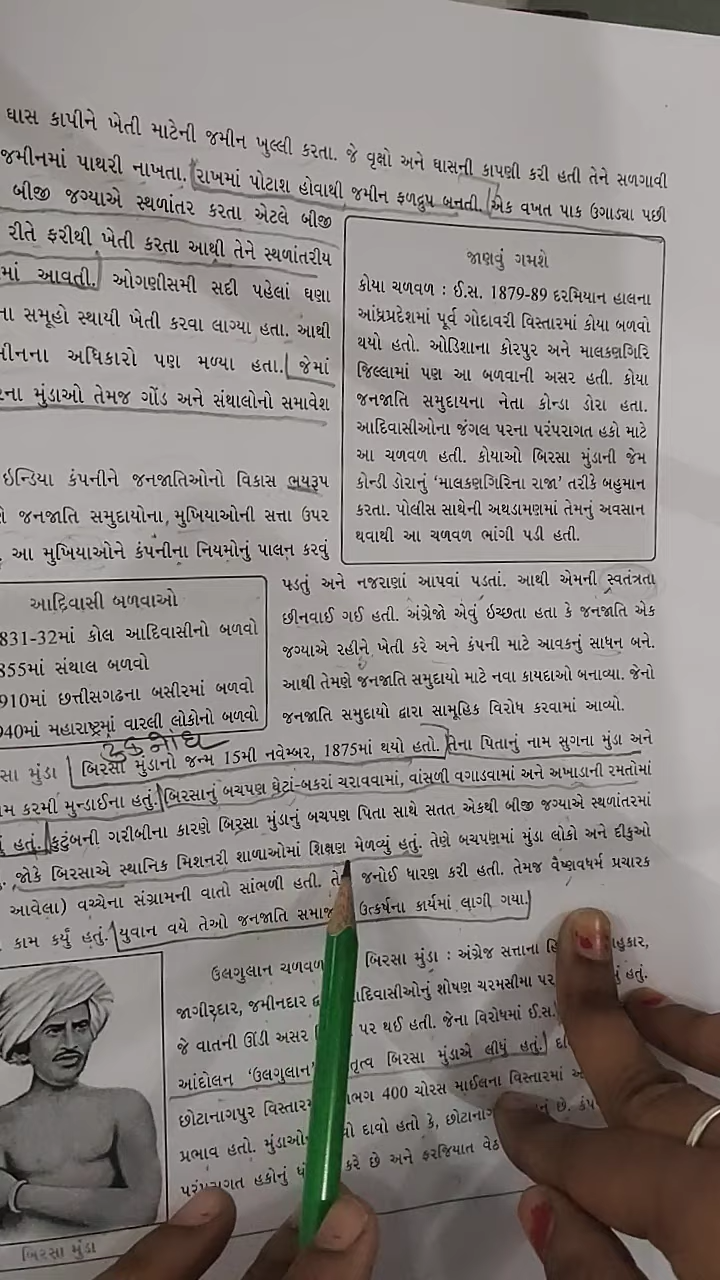 ઘાસ કાપીને ખેતી માટેની જમીન ખુલ્લી કરતા. જે વૃક્ષો અને ઘાસની કાપણી કરી હતી તેને સળગાવી
જમીનમાં પાથરી નાખતા. રાખમાં પોટાશ હોવાથી જમીન ફળદ્રુપ બનતી. એક વખત પાક ઉગાડ્યા પછી
બીજી જગ્યાએ સ્થળાંતર કરતા એટલે બીજી
રીતે ફરીથી ખેતી કરતા આથી તેને સ્થળાંતરીય
માં આવતી. ઓગણીસમી સદી પહેલાં ઘણા
ના સમૂહો સ્થાયી ખેતી કરવા લાગ્યા હતા. આથી
મીનના અધિકારો પણ મળ્યા હતા. જેમાં
રના મુંડાઓ તેમજ ગોંડ અને સંથાલોનો સમાવેશ
જાણવું ગમશે
કોયા ચળવળ : ઈ.સ. 1879-89 દરમિયાન હાલના
આંધ્રપ્રદેશમાં પૂર્વ ગોદાવરી વિસ્તારમાં કોયા બળવો
થયો હતો. ઓડિશાના કોરપુર અને માલકણગિરિ
જિલ્લામાં પણ આ બળવાની અસર હતી. કોયા
જનજાતિ સમુદાયના નેતા કોન્ડા ડોરા હતા.
આદિવાસીઓના જંગલ પરના પરંપરાગત હકો માટે
આ ચળવળ હતી. કોયાઓ બિરસા મુંડાની જેમ
કોન્ડી ડોરાનું ‘માલકણગિરિના રાજા’ તરીકે બહુમાન
કરતા. પોલીસ સાથેની અથડામણમાં તેમનું અવસાન
થવાથી આ ચળવળ ભાંગી પડી હતી.
ઇન્ડિયા કંપનીને જનજાતિઓનો વિકાસ ભયરૂપ
જનજાતિ સમુદાયોના, મુખિયાઓની સત્તા ઉપર
આ મુખિયાઓને કંપનીના નિયમોનું પાલન કરવું
પડતું અને નજરાણાં આપવાં પડતાં. આથી એમની સ્વતંત્રતા
છીનવાઈ ગઈ હતી. અંગ્રેજો એવું ઇચ્છતા હતા કે જનજાતિ એક
જગ્યાએ રહીને ખેતી કરે અને કંપની માટે આવકનું સાધન બને.
આથી તેમણે જનજાતિ સમુદાયો માટે નવા કાયદાઓ બનાવ્યા. જેનો
જનજાતિ સમુદાયો દ્વારા સામૂહિક વિરોધ કરવામાં આવ્યો.
આદિવાસી બળવાઓ
831-32માં કોલ આદિવાસીનો બળવો
855માં સંથાલ બળવો
910માં છત્તીસગઢના બસીરમાં બળવો
940માં મહારાષ્ટ્રમાં વારલી લોકોનો બળવો
ટુંકનોંધ
સા મુંડા બિરસા મુંડાનો જન્મ 15મી નવેમ્બર, 1875માં થયો હતો. તેના પિતાનું નામ સુગના મુંડા અને
મ કરમી મુન્ડાઈના હતું. બિરસાનું બચપણ ઘેટાં-બકરાં ચરાવવામાં, વાંસળી વગાડવામાં અને અખાડાની રમતોમાં
હતું. કુટુંબની ગરીબીના કારણે બિરસા મુંડાનું બચપણ પિતા સાથે સતત એકથી બીજી જગ્યાએ સ્થળાંતરમાં
જોકે બિરસાએ સ્થાનિક મિશનરી શાળાઓમાં શિક્ષણ મેળવ્યું હતું. તેણે બચપણમાં મુંડા લોકો અને દીકુઓ
આવેલા) વચ્ચેના સંગ્રામની વાતો સાંભળી હતી. જનોઈ ધારણ કરી હતી. તેમજ વૈષ્ણવધર્મ પ્રચારક
કામ કર્યું હતું. યુવાન વયે તેઓ જનજાતિ સમાજ ઉત્કર્ષના કાર્યમાં લાગી ગયા.
ઉલગુલાન ચળવળ બિરસા મુંડા : અંગ્રેજ સત્તાના હુકાર,
જાગીરદાર, જમીનદાર આદિવાસીઓનું શોષણ ચરમસીમા પર હતું.
જે વાતની ઊંડી અસર પર થઈ હતી. જેના વિરોધમાં ઈ.સ.
આંદોલન ‘ઉલગુલાન’ તૃત્વ બિરસા મુંડાએ લીધું હતું.
છોટાનાગપુર વિસ્તાર ભગ 400 ચોરસ માઈલના વિસ્તારમાં
પ્રભાવ હતો. મુંડાઓ દાવો હતો કે, છોટાનાગ છે.
હકોનું કરે છે અને ફરજિયાત વેઠ
બિરસા મુંડા